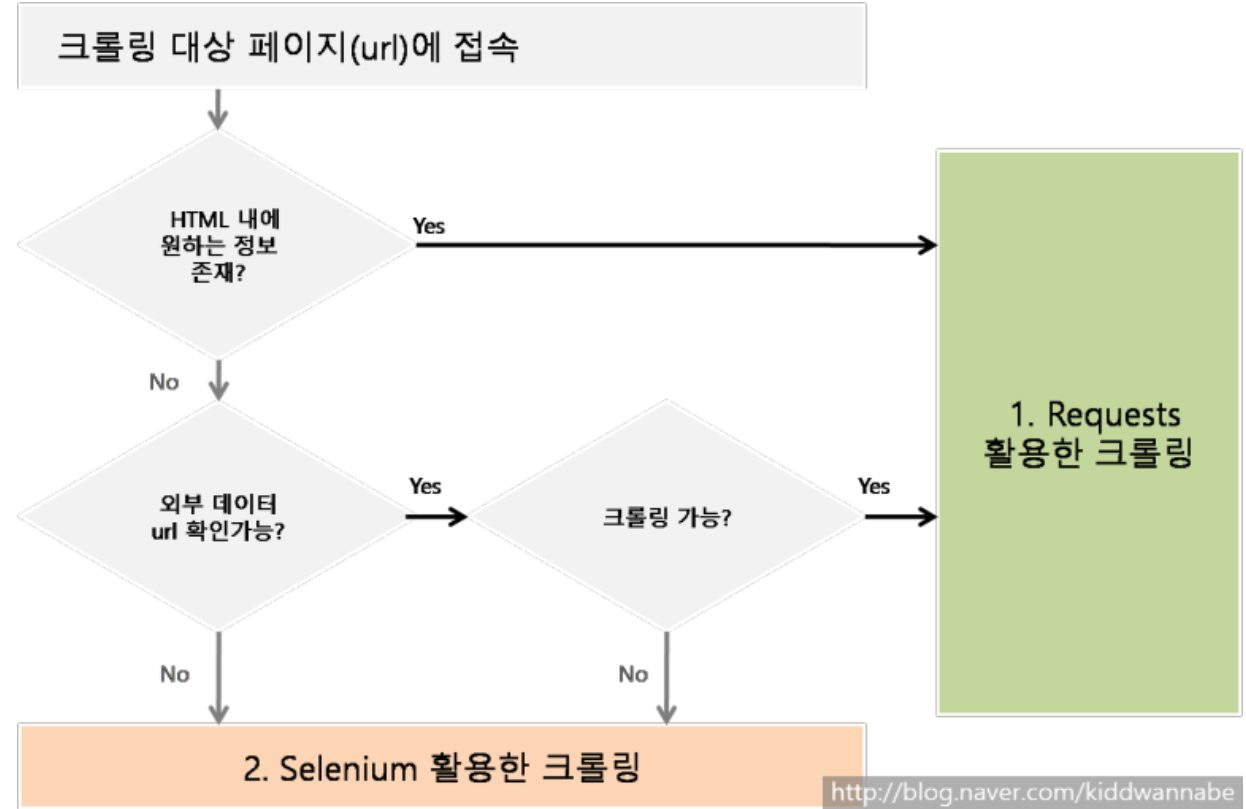 크롤링 대상 페이지(url)에 접속
HTML 내에
원하는 정보
존재?
Yes
No
외부 데이터
url 확인가능?
Yes
크롤링 가능?
Yes
1. Requests
활용한 크롤링
No
No
2. Selenium 활용한 크롤링
http://blog.naver.com/kiddwannabe